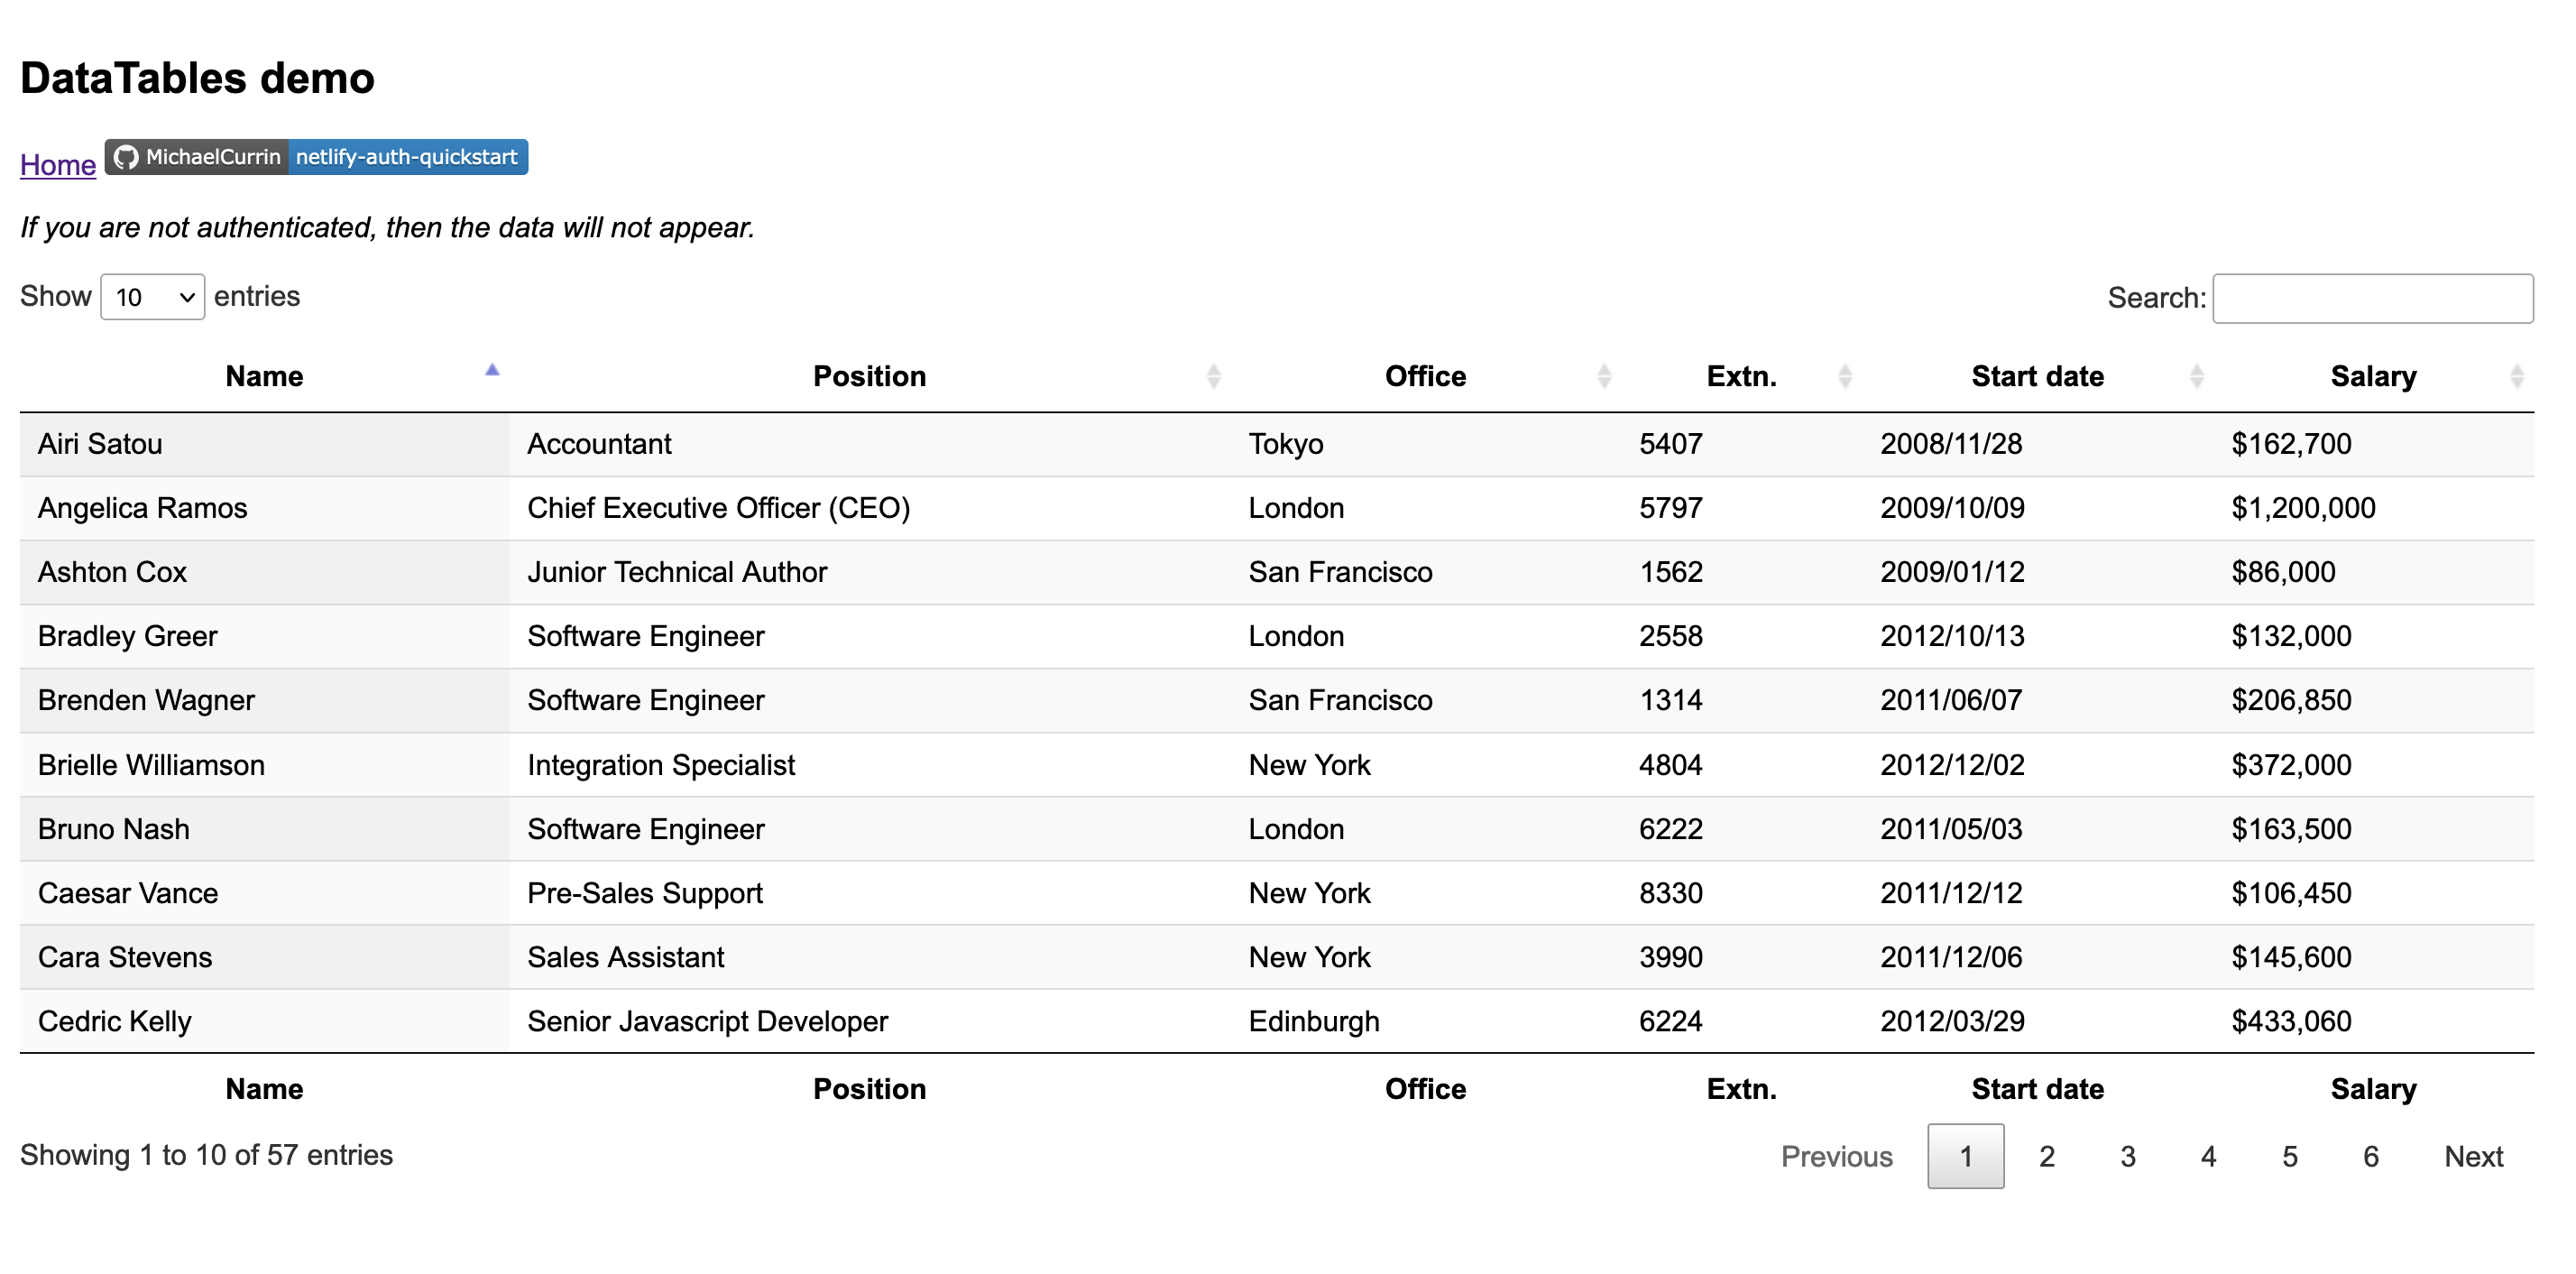 DataTables demo
Home MichaelCurrin netlify-auth-quickstart
If you are not authenticated, then the data will not appear.
Show 10 entries Search:
Name Position Office Extn. Start date Salary
Airi Satou Accountant Tokyo 5407 2008/11/28 $162,700
Angelica Ramos Chief Executive Officer (CEO) London 5797 2009/10/09 $1,200,000
Ashton Cox Junior Technical Author San Francisco 1562 2009/01/12 $86,000
Bradley Greer Software Engineer London 2558 2012/10/13 $132,000
Brenden Wagner Software Engineer San Francisco 1314 2011/06/07 $206,850
Brielle Williamson Integration Specialist New York 4804 2012/12/02 $372,000
Bruno Nash Software Engineer London 6222 2011/05/03 $163,500
Caesar Vance Pre-Sales Support New York 8330 2011/12/12 $106,450
Cara Stevens Sales Assistant New York 3990 2011/12/06 $145,600
Cedric Kelly Senior Javascript Developer Edinburgh 6224 2012/03/29 $433,060
Name Position Office Extn. Start date Salary
Showing 1 to 10 of 57 entries Previous 1 2 3 4 5 6 Next